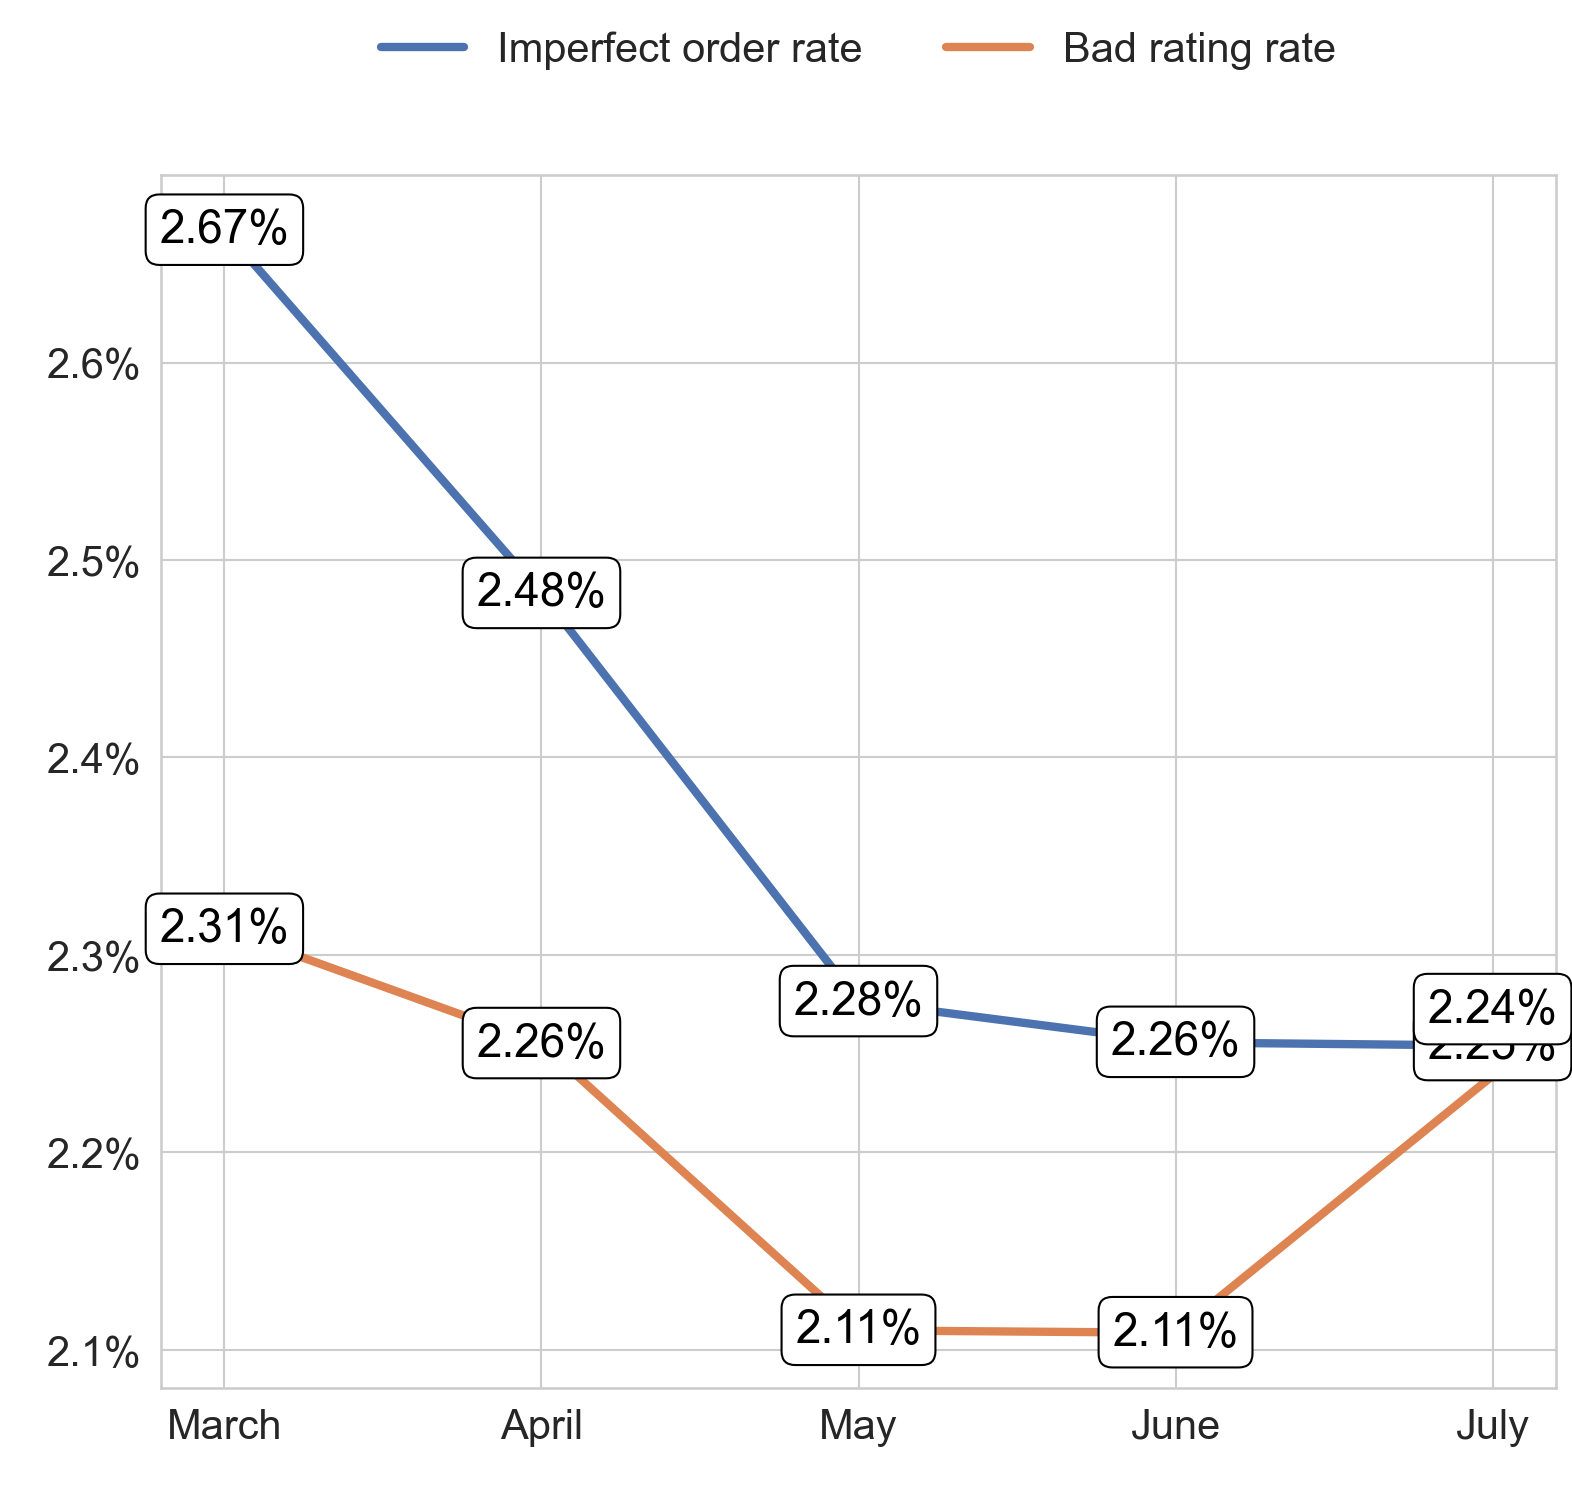 Imperfect order rate
Bad rating rate
2.67%
2.6%
2.5%
2.48%
2.4%
2.31%
2.3%
2.28%
2.24%
2.26%
2.26%
2.2%
2.11%
2.11%
2.1%
March
April
May
June
July